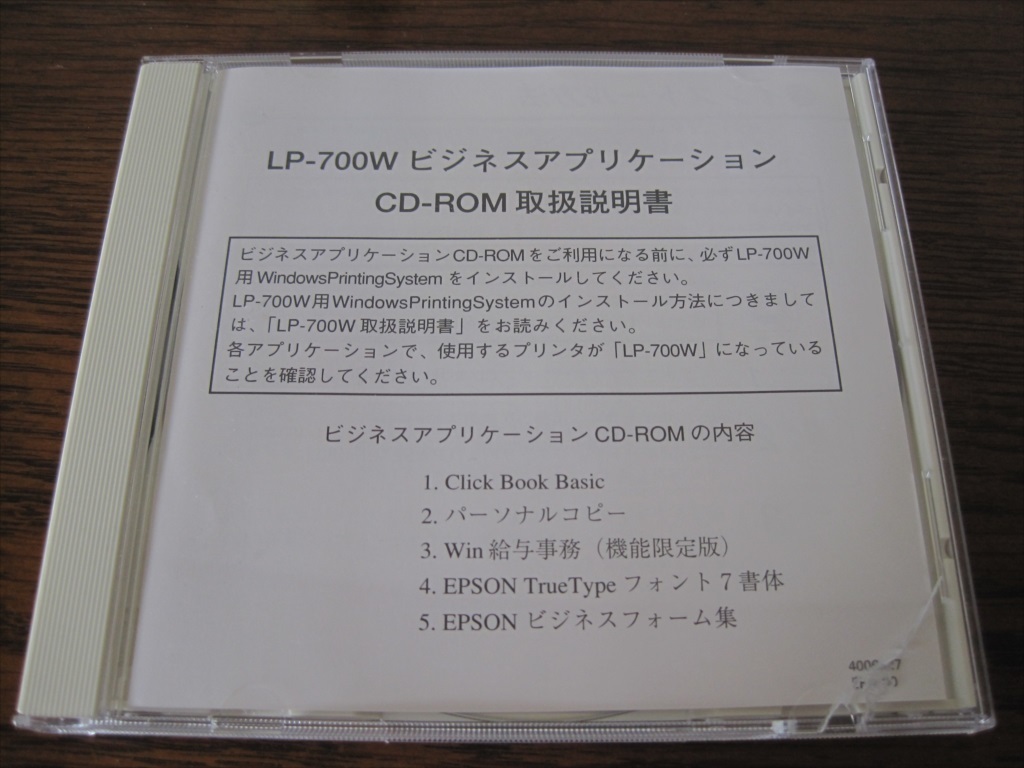 LP-700W ビジネスアプリケーション
CD-ROM 取扱説明書
ビジネスアプリケーションCD-ROMをご利用になる前に、必ずLP-700W
用WindowsPrintingSystemをインストールしてください。
LP-700W用WindowsPrintingSystemのインストール方法につきまして
は、「LP-700W 取扱説明書」をお読みください。
各アプリケーションで、使用するプリンタが「LP-700W」になっている
ことを確認してください。
ビジネスアプリケーション CD-ROM の内容
1. Click Book Basic
2. パーソナルコピー
3. Win 給与事務（機能限定版）
4. EPSON TrueType フォント 7 書体
5. EPSON ビジネスフォーム集